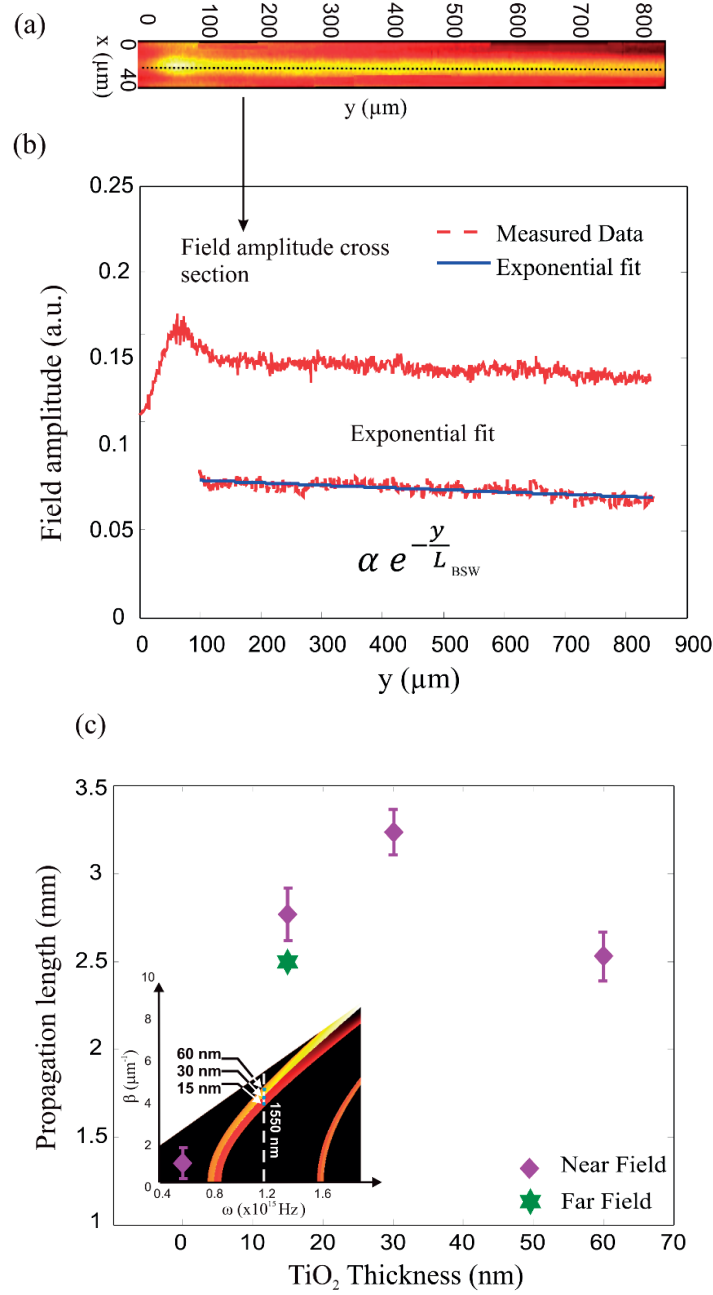 (a)
0 100 200 300 400 500 600 700 800
x (µm)
0
40
y (µm)
(b)
0.25
0.2
0.15
0.1
0.05
0
Field amplitude (a.u.)
Field amplitude cross
section
Measured Data
Exponential fit
Exponential fit
α e^{-y/L_BSW}
0 100 200 300 400 500 600 700 800 900
y (µm)
(c)
3.5
3
2.5
2
1.5
1
Propagation length (mm)
10
8
6
4
2
0
β (µm⁻¹)
60 nm
30 nm
15 nm
1550 nm
0.4 0.8 1.2 1.6
ω (x10¹⁵ Hz)
Near Field
Far Field
0 10 20 30 40 50 60 70
TiO₂ Thickness (nm)